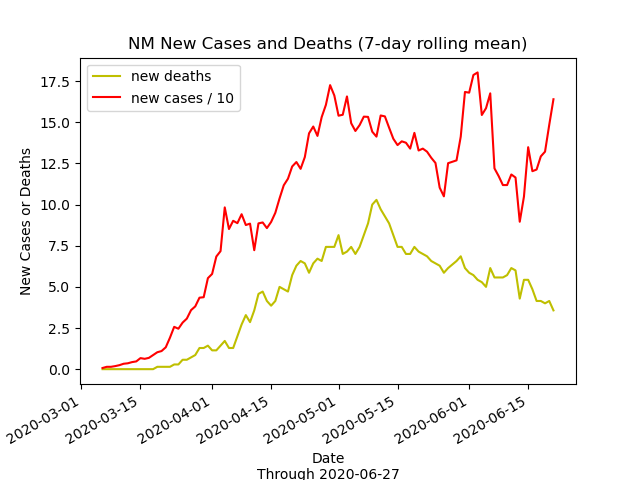 NM New Cases and Deaths (7-day rolling mean)
new deaths
new cases / 10
New Cases or Deaths
17.5
15.0
12.5
10.0
7.5
5.0
2.5
0.0
2020-03-01
2020-03-15
2020-04-01
2020-04-15
2020-05-01
2020-05-15
2020-06-01
2020-06-15
Date
Through 2020-06-27